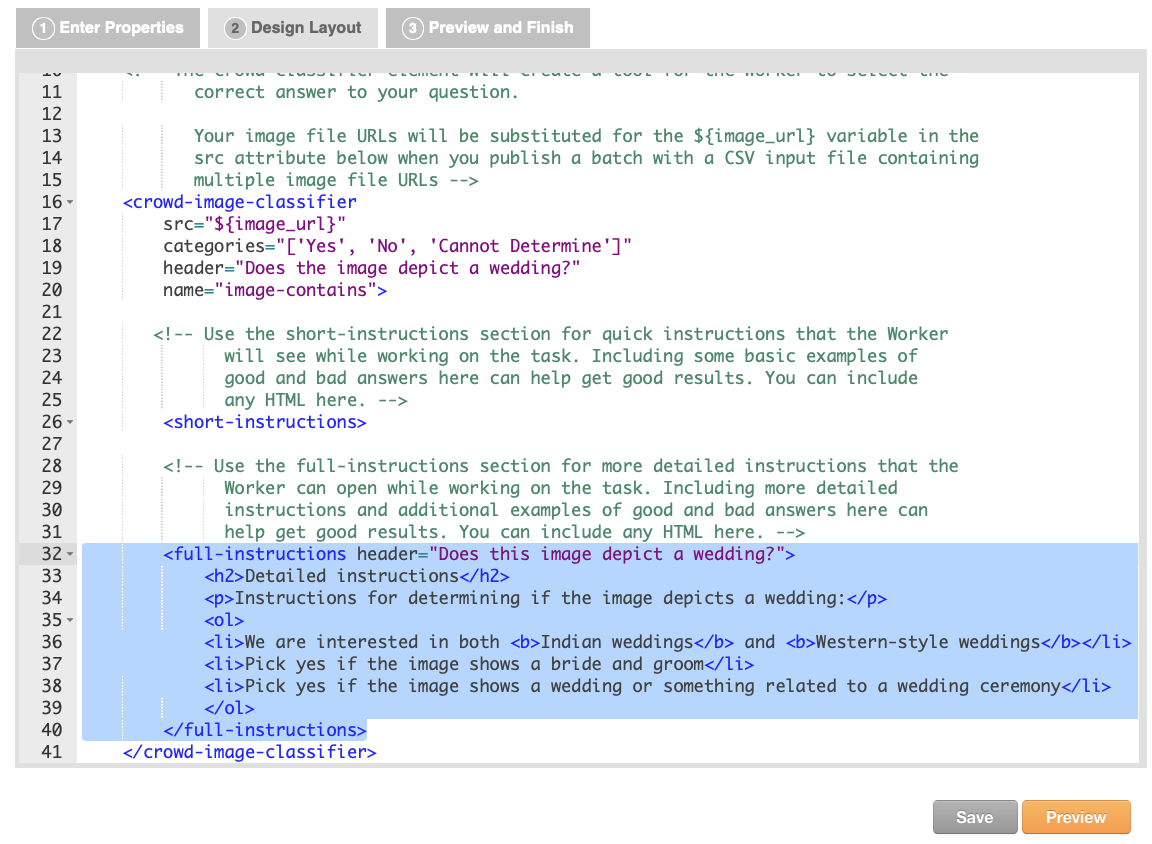 1 Enter Properties 2 Design Layout 3 Preview and Finish
10 <!-- The crowd-classifier element will create a tool for the Worker to select the
11 correct answer to your question.
12
13 Your image file URLs will be substituted for the ${image_url} variable in the
14 src attribute below when you publish a batch with a CSV input file containing
15 multiple image file URLs -->
16 <crowd-image-classifier
17 src="${image_url}"
18 categories="['Yes', 'No', 'Cannot Determine']"
19 header="Does the image depict a wedding?"
20 name="image-contains">
21
22 <!-- Use the short-instructions section for quick instructions that the Worker
23 will see while working on the task. Including some basic examples of
24 good and bad answers here can help get good results. You can include
25 any HTML here. -->
26 <short-instructions>
27
28 <!-- Use the full-instructions section for more detailed instructions that the
29 Worker can open while working on the task. Including more detailed
30 instructions and additional examples of good and bad answers here can
31 help get good results. You can include any HTML here. -->
32 <full-instructions header="Does this image depict a wedding?">
33 <h2>Detailed instructions</h2>
34 <p>Instructions for determining if the image depicts a wedding:</p>
35 <ol>
36 <li>We are interested in both <b>Indian weddings</b> and <b>Western-style weddings</b></li>
37 <li>Pick yes if the image shows a bride and groom</li>
38 <li>Pick yes if the image shows a wedding or something related to a wedding ceremony</li>
39 </ol>
40 </full-instructions>
41 </crowd-image-classifier>
Save Preview